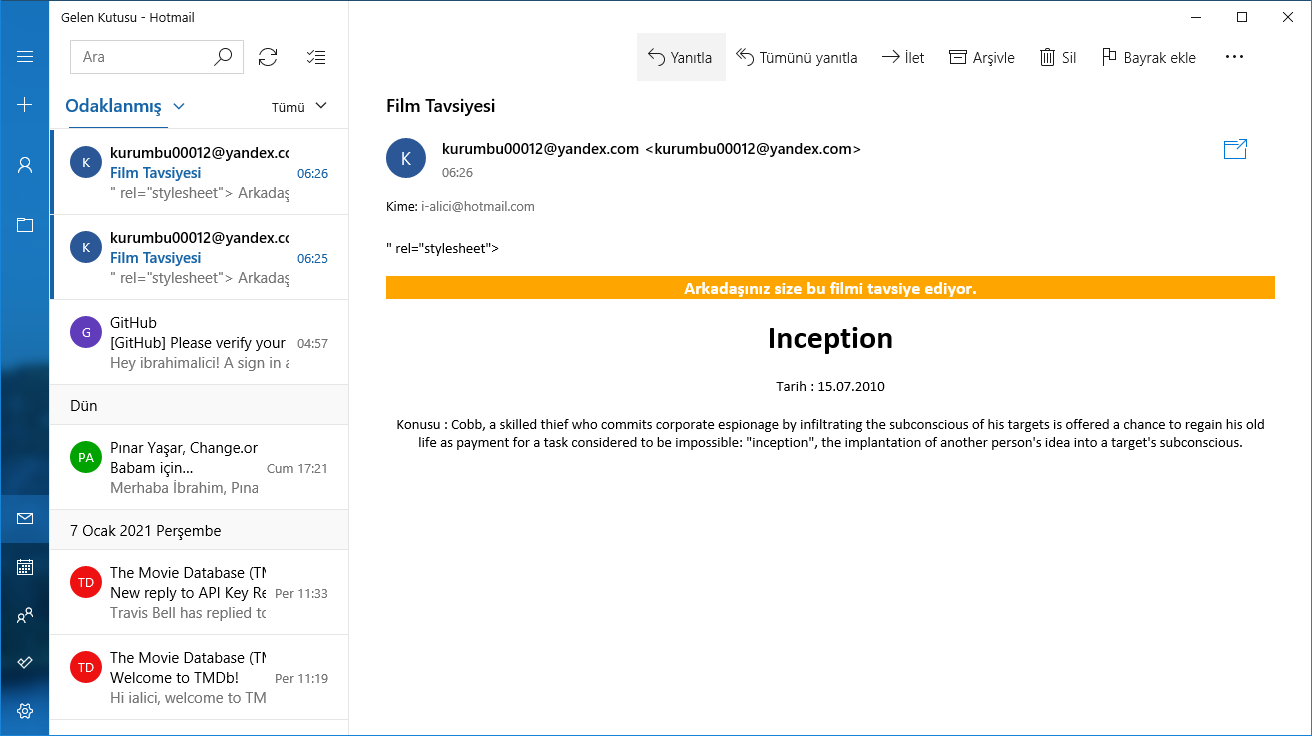 Gelen Kutusu - Hotmail
Ara
Odaklanmış
Tümü
K
kurumbu00012@yandex.cc
Film Tavsiyesi
06:26
" rel="stylesheet"> Arkadaş
K
kurumbu00012@yandex.cc
Film Tavsiyesi
06:25
" rel="stylesheet"> Arkadaş
G
GitHub
[GitHub] Please verify your
04:57
Hey ibrahimalici! A sign in a
Dün
PA
Pınar Yaşar, Change.or
Babam için...
Cum 17:21
Merhaba İbrahim, Pına
7 Ocak 2021 Perşembe
TD
The Movie Database (TM
New reply to API Key Re
Per 11:33
Travis Bell has replied to
TD
The Movie Database (TM
Welcome to TMDb!
Per 11:19
Hi ialici, welcome to TM
Yanıtla
Tümünü yanıtla
İlet
Arşivle
Sil
Bayrak ekle
Film Tavsiyesi
K
kurumbu00012@yandex.com <kurumbu00012@yandex.com>
06:26
Kime: i-alici@hotmail.com
" rel="stylesheet">
Arkadaşınız size bu filmi tavsiye ediyor.
Inception
Tarih : 15.07.2010
Konusu : Cobb, a skilled thief who commits corporate espionage by infiltrating the subconscious of his targets is offered a chance to regain his old
life as payment for a task considered to be impossible: "inception", the implantation of another person's idea into a target's subconscious.